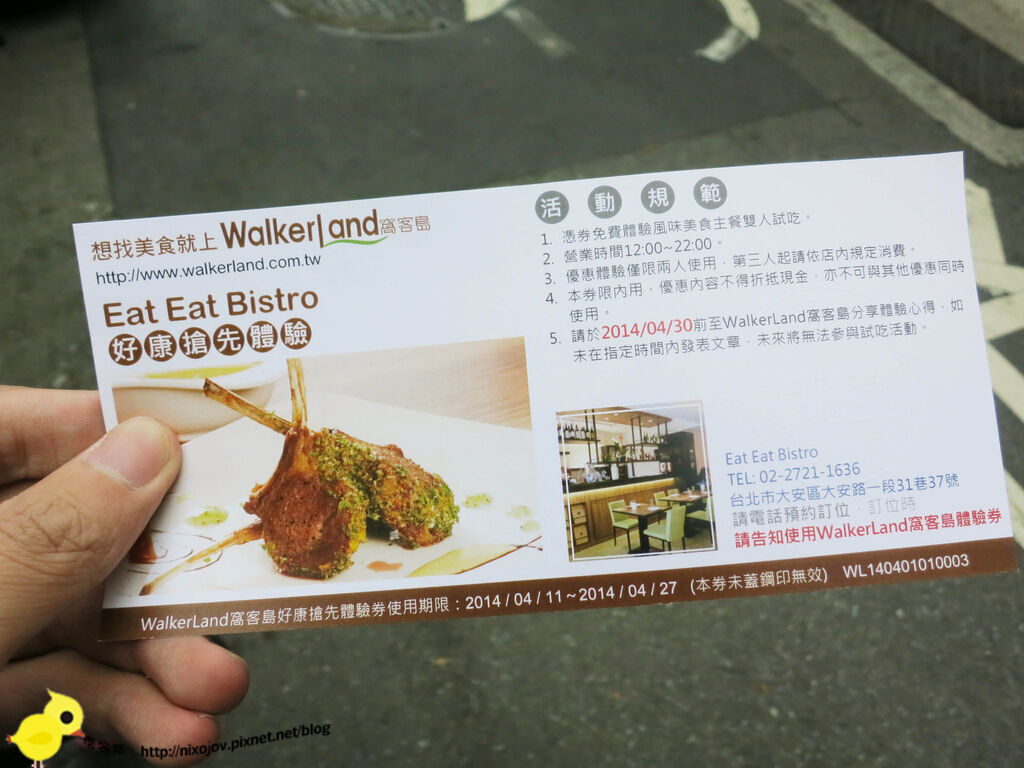 想找美食就上 WalkerLand窩客島
http://www.walkerland.com.tw
Eat Eat Bistro
好康搶先體驗
活動規範
1. 憑券免費體驗風味美食主餐雙人試吃。
2. 營業時間12:00~22:00。
3. 優惠體驗僅限兩人使用，第三人起請依店內規定消費。
4. 本券限內用，優惠內容不得折抵現金，亦不可與其他優惠同時
使用。
5. 請於2014/04/30前至WalkerLand窩客島分享體驗心得，如
未在指定時間內發表文章，未來將無法參與試吃活動。
Eat Eat Bistro
TEL: 02-2721-1636
台北市大安區大安路一段31巷37號
請電話預約訂位，訂位時
請告知使用WalkerLand窩客島體驗券
WalkerLand窩客島好康搶先體驗券使用期限：2014 / 04 / 11 ~ 2014 / 04 / 27 (本券未蓋鋼印無效) WL140401010003
http://nixojov.pixnet.net/blog